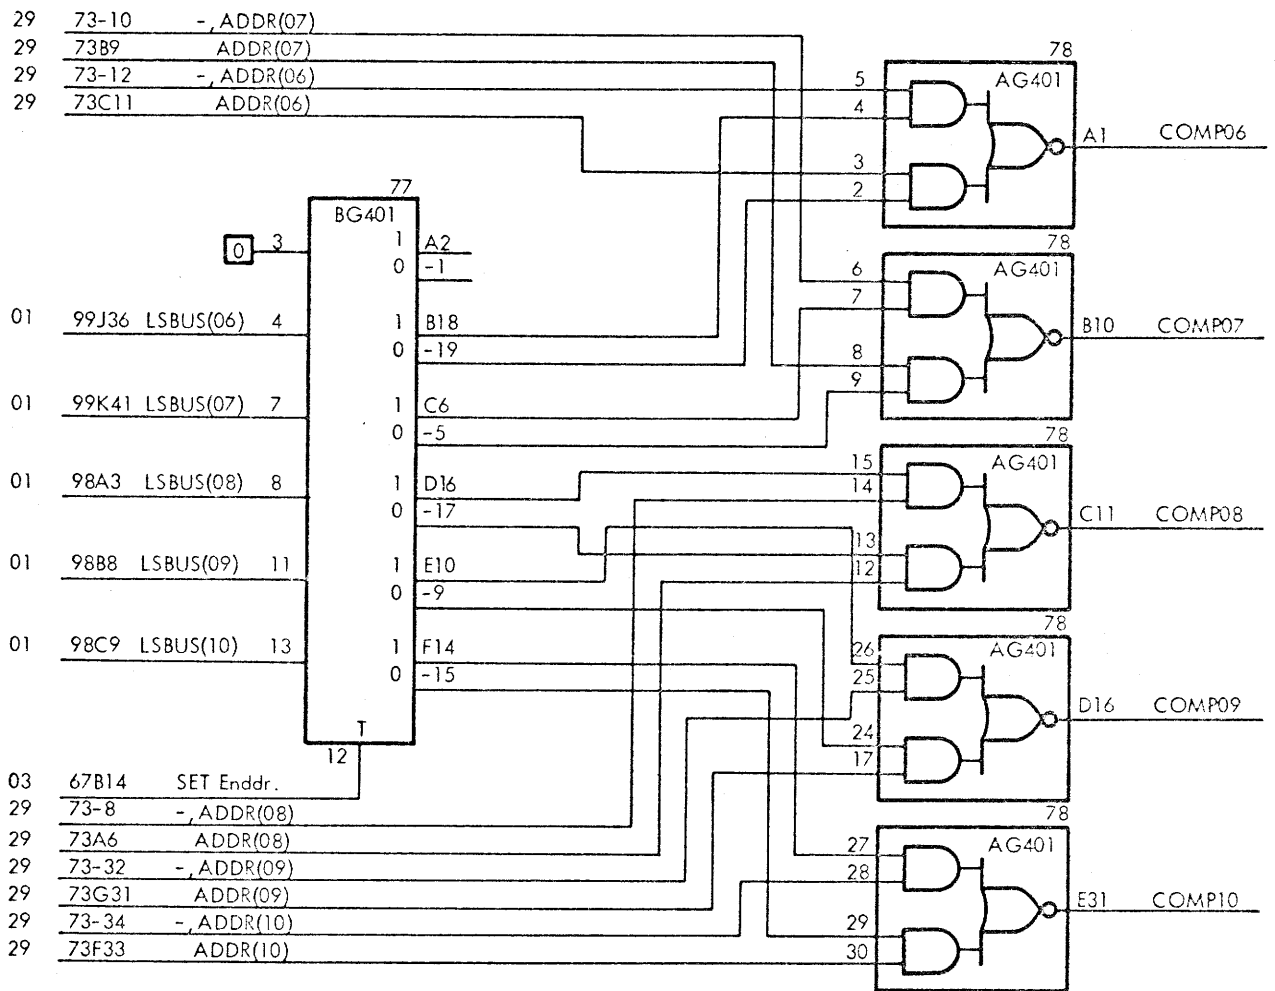 29 73-10 -,ADDR(07)
29 73B9 ADDR(07)
29 73-12 -,ADDR(06)
29 73C11 ADDR(06)
78
AG401
5
4
3
2
A1 COMP06
77
BG401
0 3
1 A2
0 -1
78
AG401
6
7
8
9
B10 COMP07
01 99J36 LSBUS(06) 4
1 B18
0 -19
01 99K41 LSBUS(07) 7
1 C6
0 -5
78
AG401
15
14
13
12
C11 COMP08
01 98A3 LSBUS(08) 8
1 D16
0 -17
01 98B8 LSBUS(09) 11
1 E10
0 -9
78
AG401
26
25
24
17
D16 COMP09
01 98C9 LSBUS(10) 13
1 F14
0 -15
T
12
03 67B14 SET Enddr.
29 73-8 -,ADDR(08)
29 73A6 ADDR(08)
29 73-32 -,ADDR(09)
29 73G31 ADDR(09)
29 73-34 -,ADDR(10)
29 73F33 ADDR(10)
78
AG401
27
28
29
30
E31 COMP10